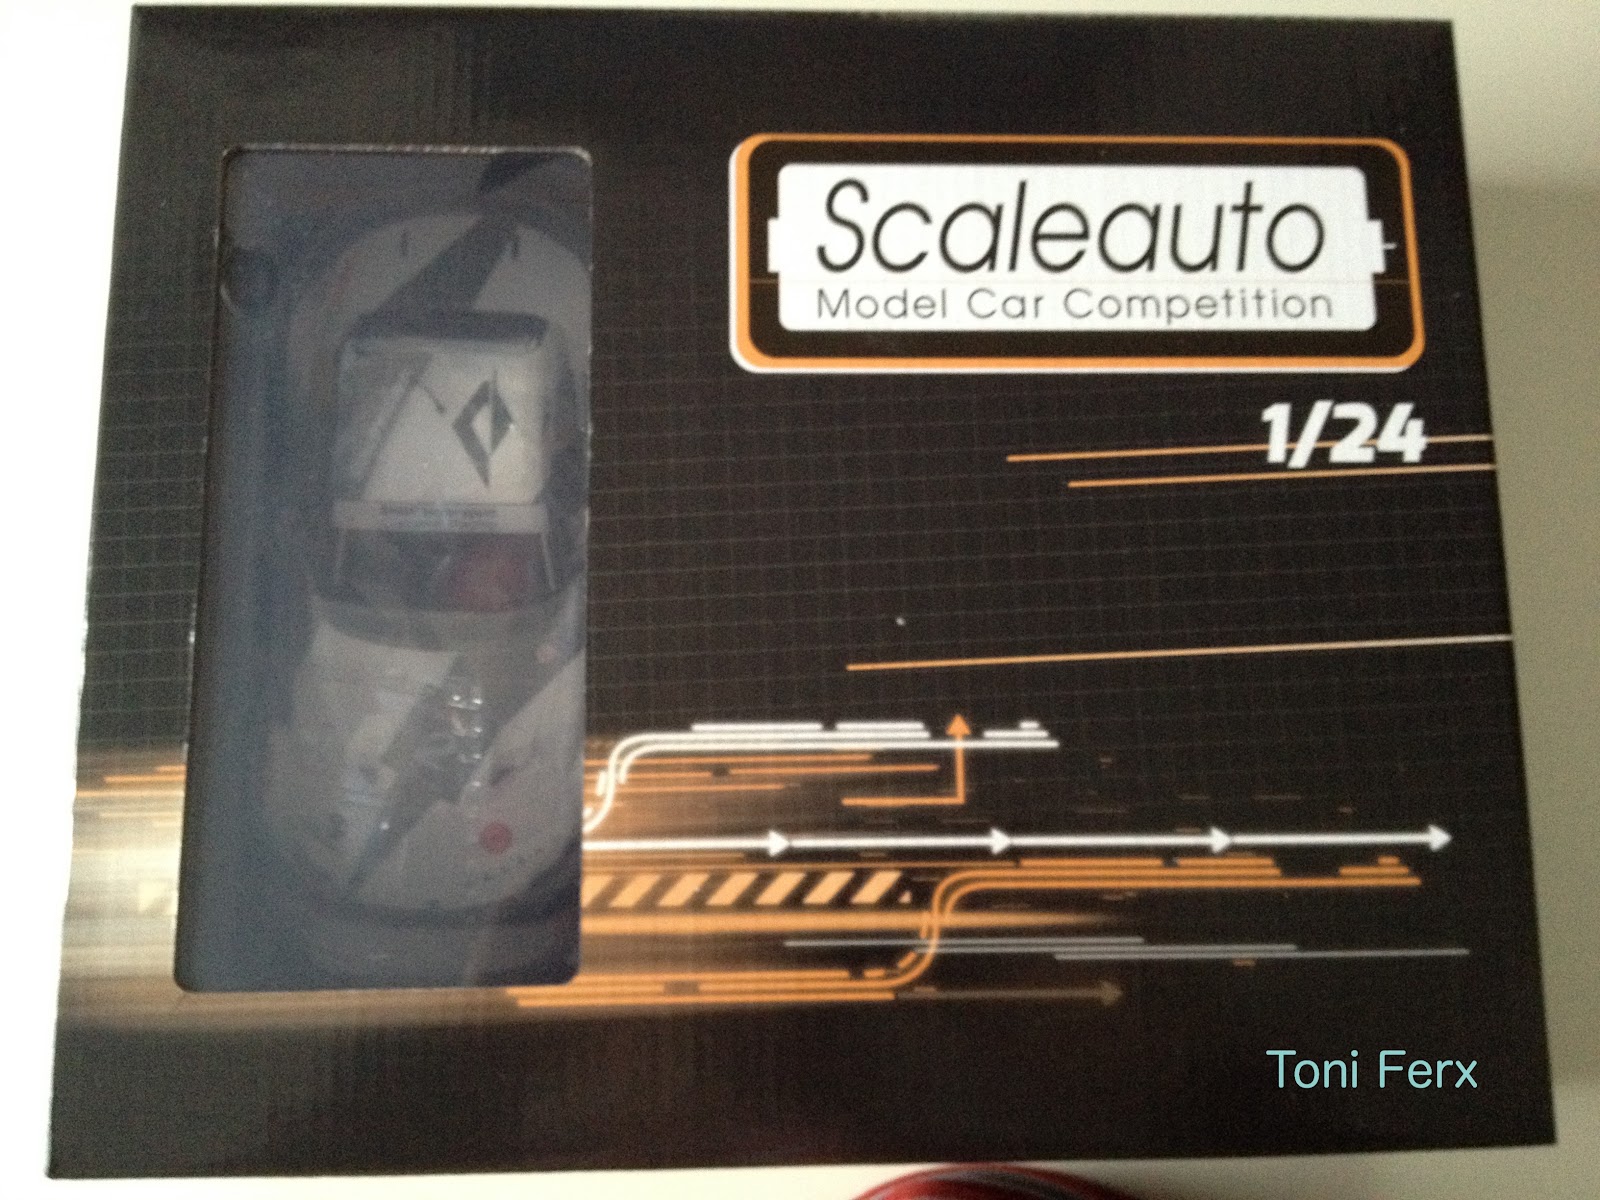 Scaleauto
Model Car Competition
1/24
Toni Ferx